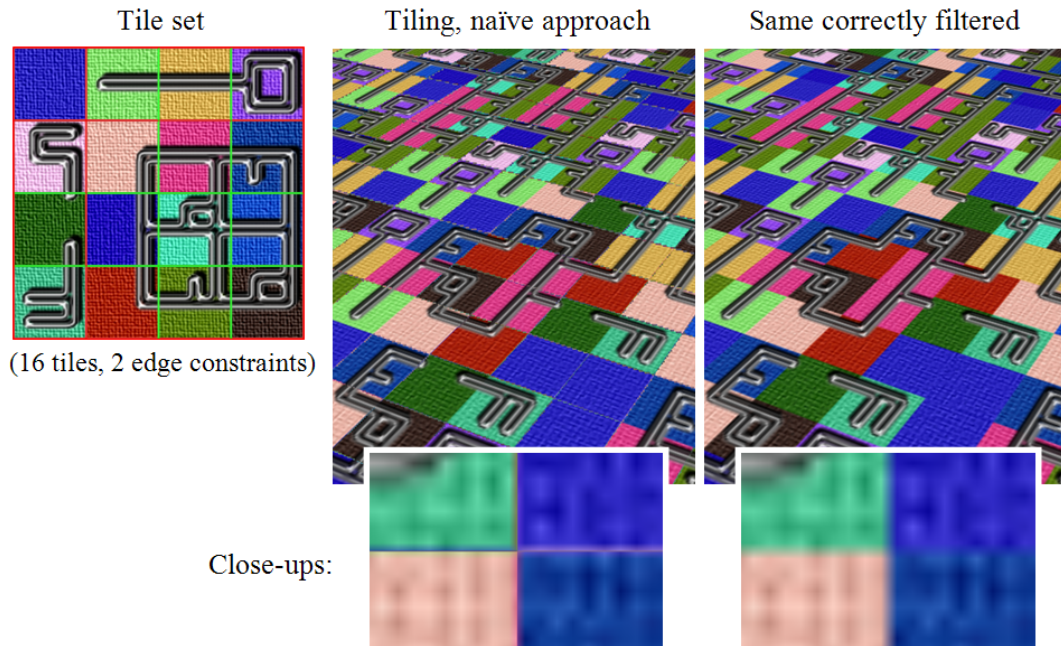 Tile set
Tiling, naïve approach
Same correctly filtered
(16 tiles, 2 edge constraints)
Close-ups: